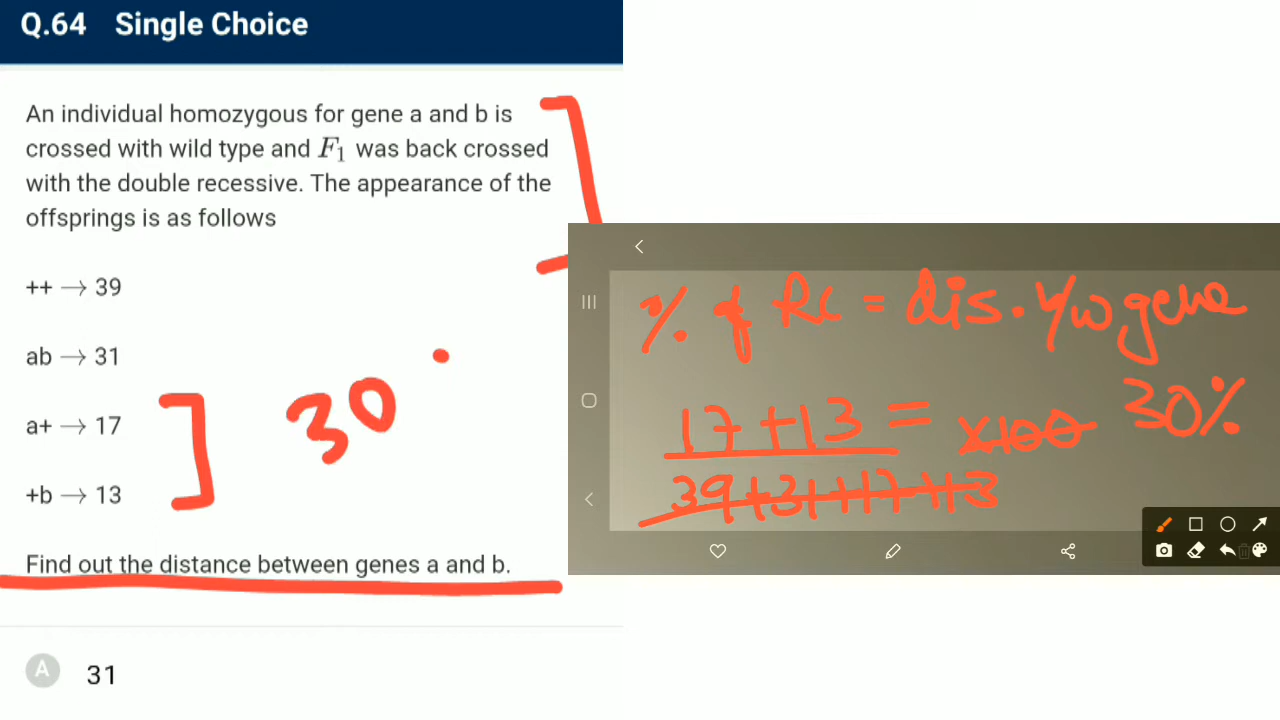 Q.64 Single Choice
An individual homozygous for gene a and b is
crossed with wild type and F₁ was back crossed
with the double recessive. The appearance of the
offsprings is as follows
++ → 39
ab → 31
a+ → 17
+b → 13
30
Find out the distance between genes a and b.
A 31
% of RC = dis. b/w gene
17+13 = x100 30%
39+31+17+13